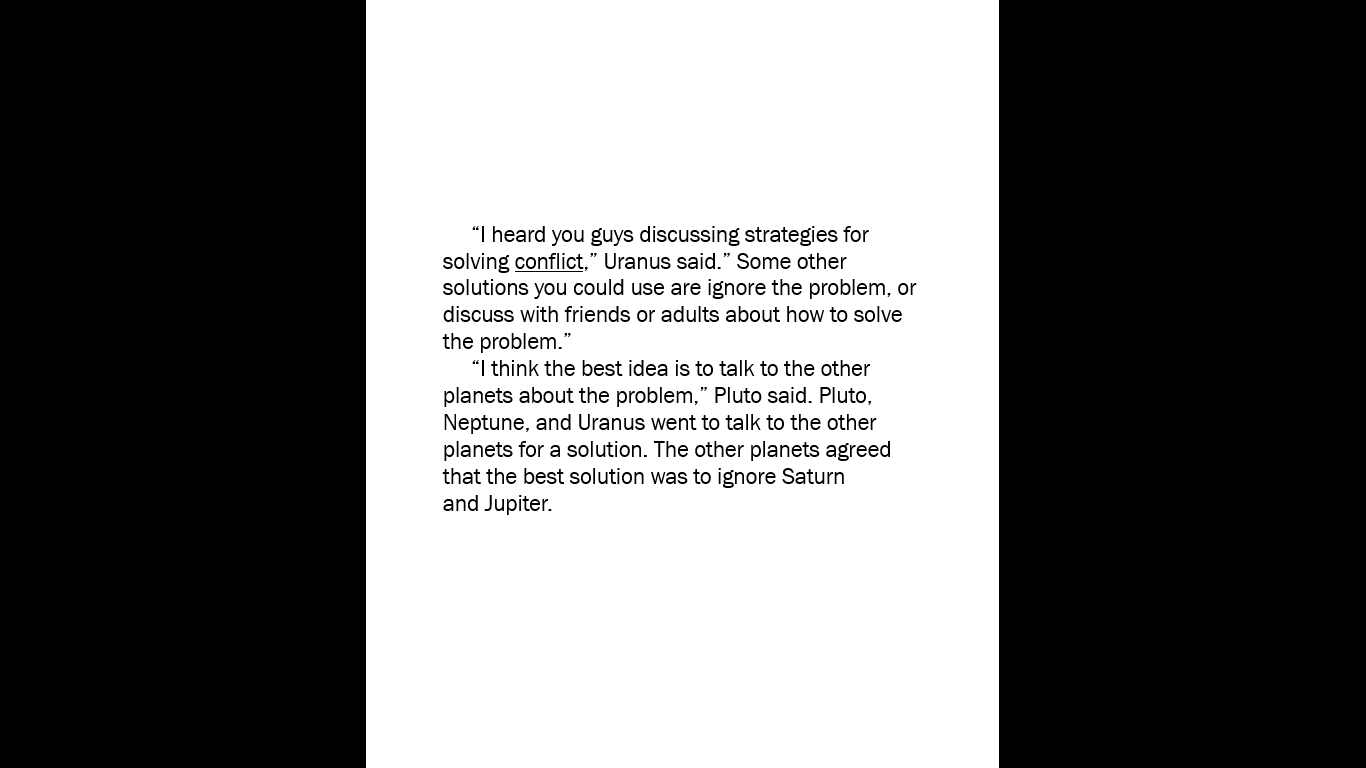 “I heard you guys discussing strategies for
solving conflict,” Uranus said.” Some other
solutions you could use are ignore the problem, or
discuss with friends or adults about how to solve
the problem.”
“I think the best idea is to talk to the other
planets about the problem,” Pluto said. Pluto,
Neptune, and Uranus went to talk to the other
planets for a solution. The other planets agreed
that the best solution was to ignore Saturn
and Jupiter.